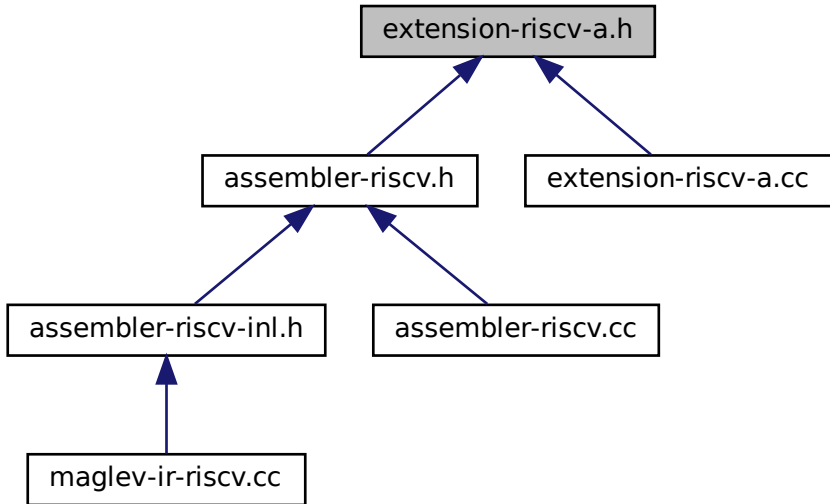 extension-riscv-a.h
assembler-riscv.h
extension-riscv-a.cc
assembler-riscv-inl.h
assembler-riscv.cc
maglev-ir-riscv.cc